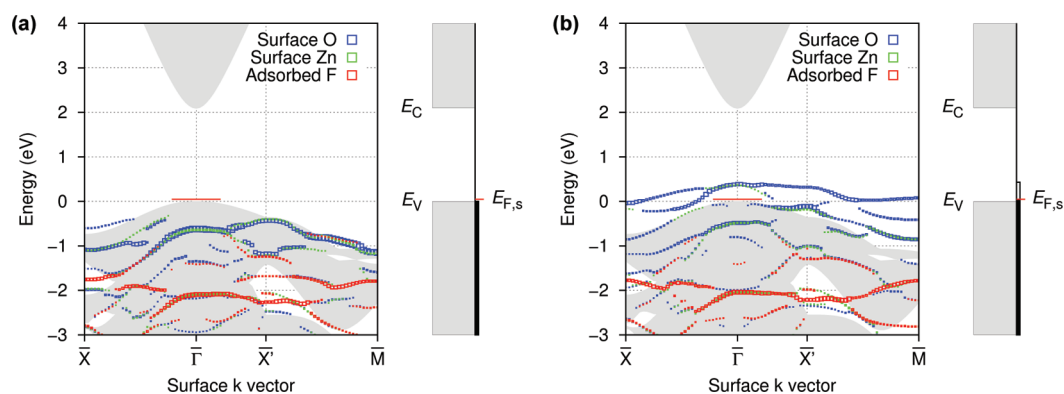 (a)
Energy (eV)
4
3
2
1
0
−1
−2
−3
Surface O
Surface Zn
Adsorbed F
X̅ Γ̅ X̅' M̅
Surface k vector
E_C
E_V
E_F,s
(b)
Energy (eV)
4
3
2
1
0
−1
−2
−3
Surface O
Surface Zn
Adsorbed F
X̅ Γ̅ X̅' M̅
Surface k vector
E_C
E_V
E_F,s